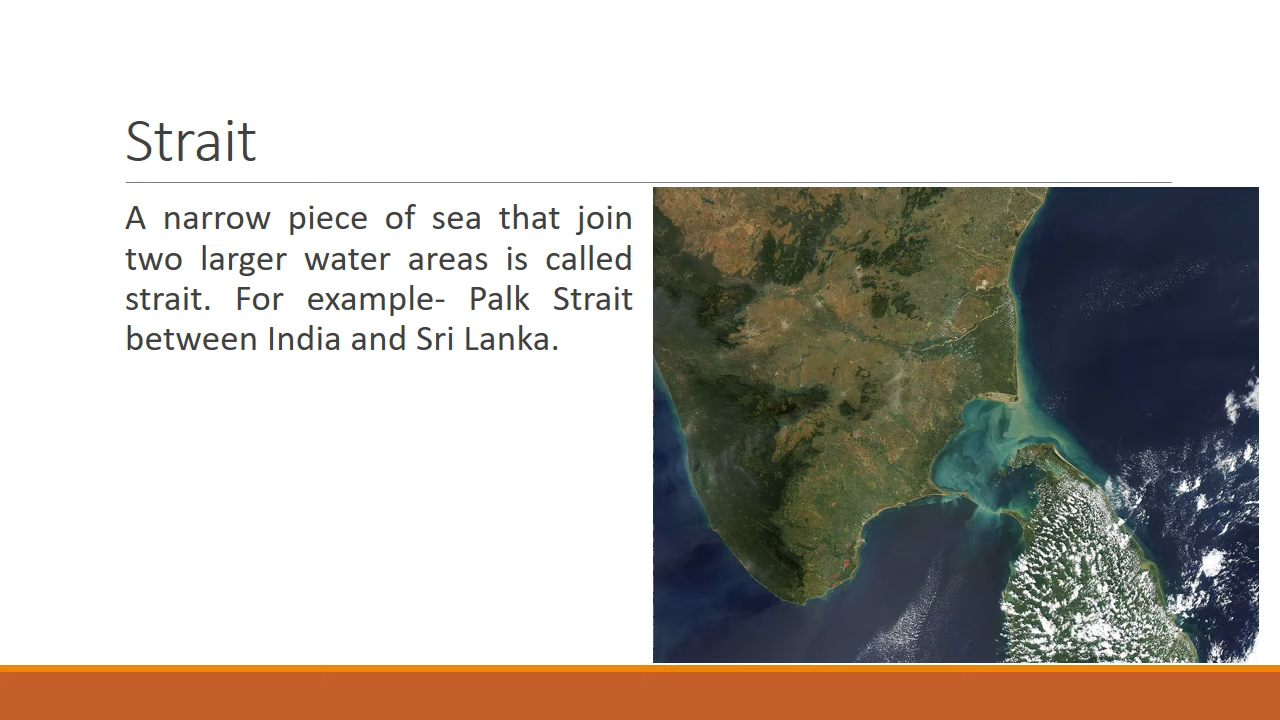 Strait
A narrow piece of sea that join
two larger water areas is called
strait. For example- Palk Strait
between India and Sri Lanka.